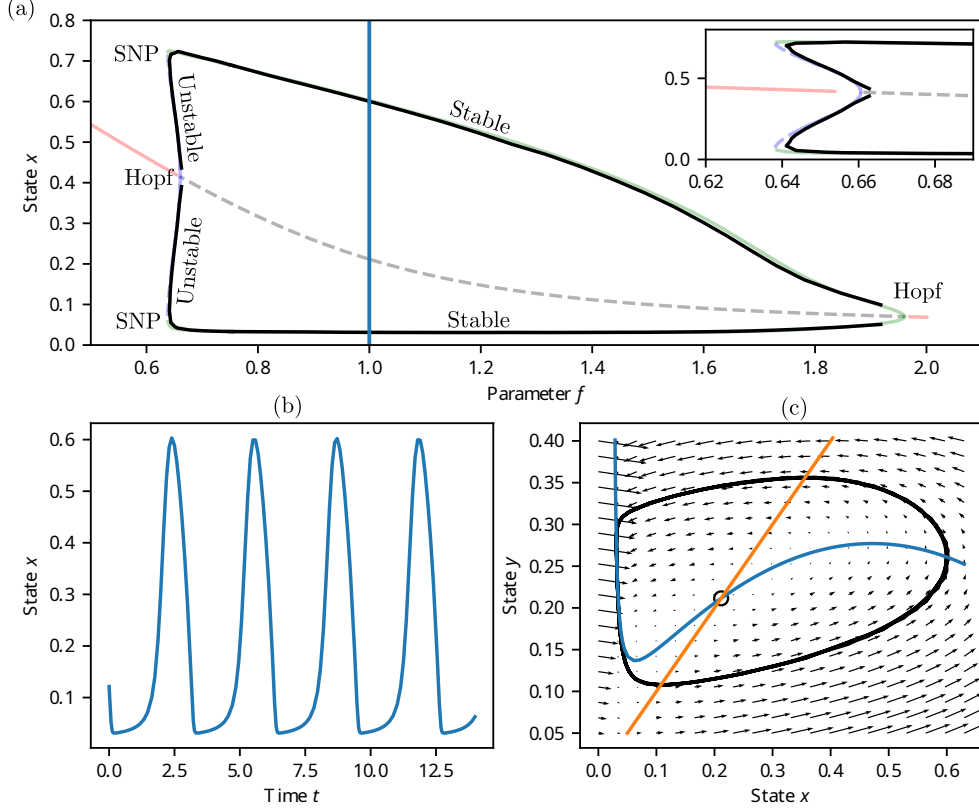 (a)
0.8
0.7
0.6
0.5
0.4
0.3
0.2
0.1
0.0
State x
SNP
Unstable
Hopf
Unstable
SNP
Stable
Stable
Hopf
0.5
0.0
0.62 0.64 0.66 0.68
0.6 0.8 1.0 1.2 1.4 1.6 1.8 2.0
Parameter f
(b)
0.6
0.5
0.4
0.3
0.2
0.1
State x
0.0 2.5 5.0 7.5 10.0 12.5
Time t
(c)
0.40
0.35
0.30
0.25
0.20
0.15
0.10
0.05
State y
0.0 0.1 0.2 0.3 0.4 0.5 0.6
State x